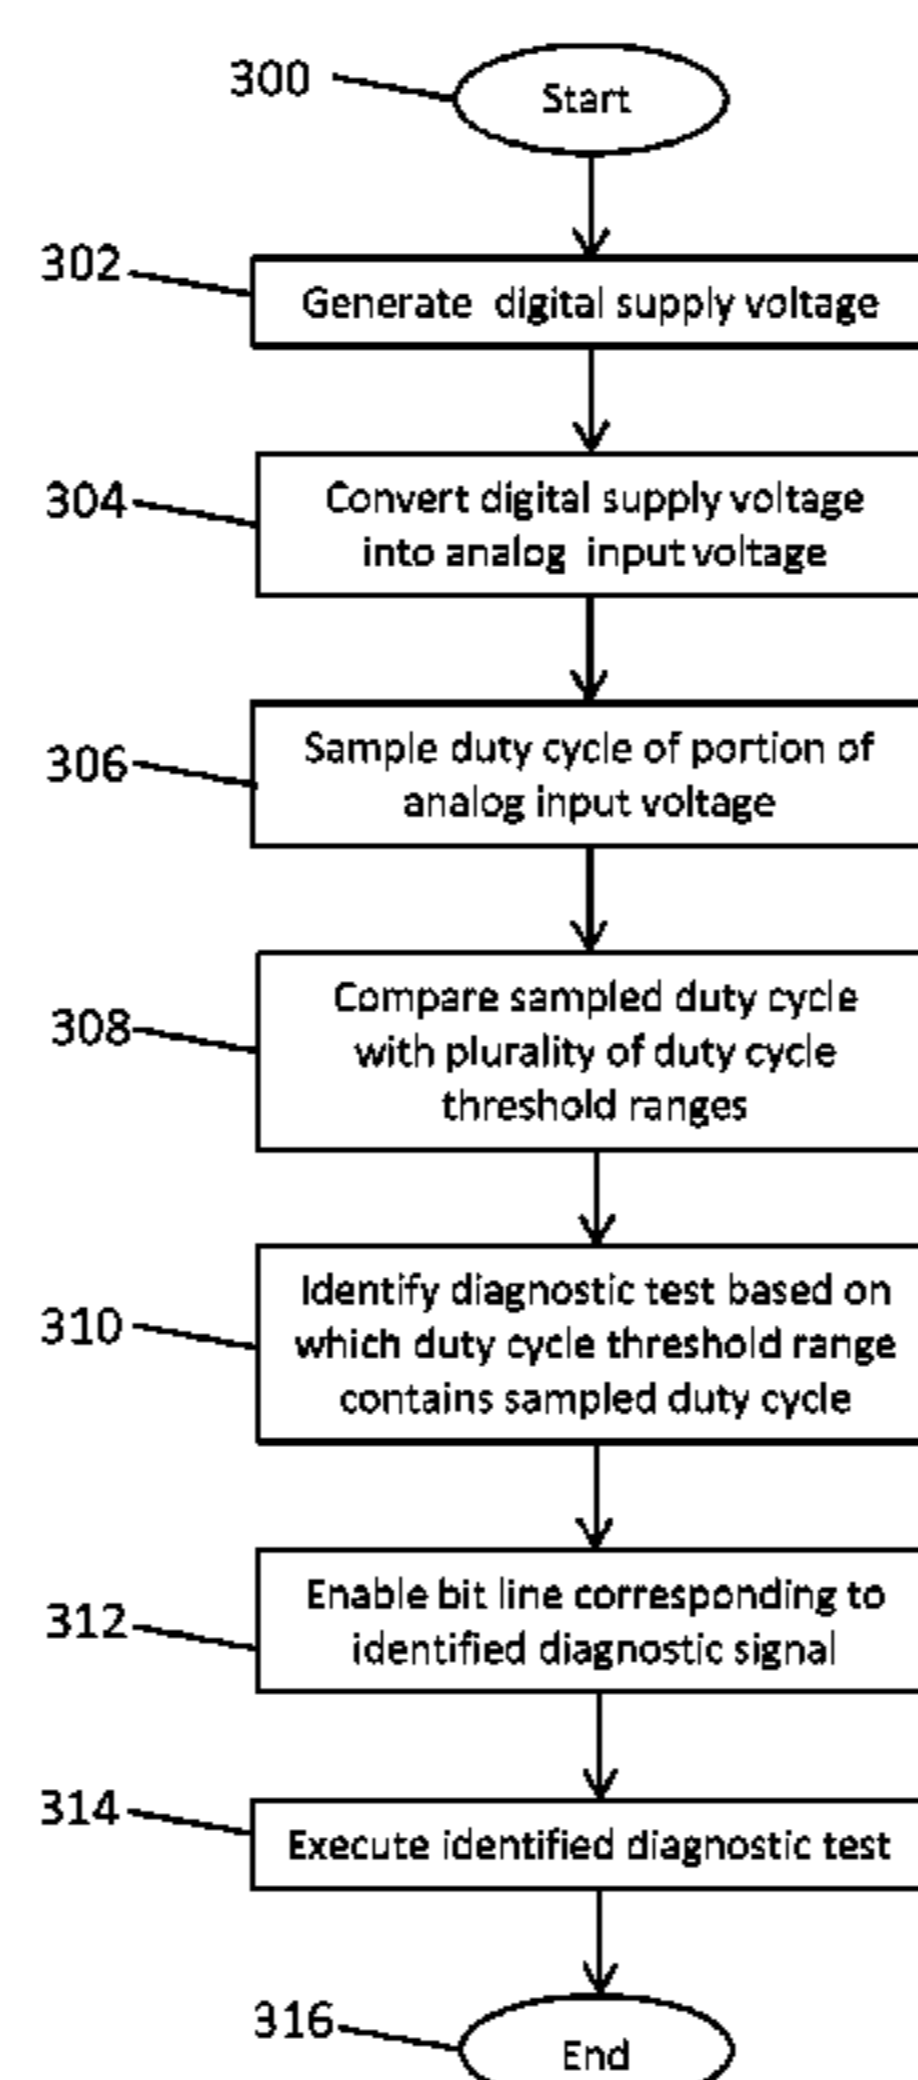 300
Start
302
Generate digital supply voltage
304
Convert digital supply voltage
into analog input voltage
306
Sample duty cycle of portion of
analog input voltage
308
Compare sampled duty cycle
with plurality of duty cycle
threshold ranges
310
Identify diagnostic test based on
which duty cycle threshold range
contains sampled duty cycle
312
Enable bit line corresponding to
identified diagnostic signal
314
Execute identified diagnostic test
316
End